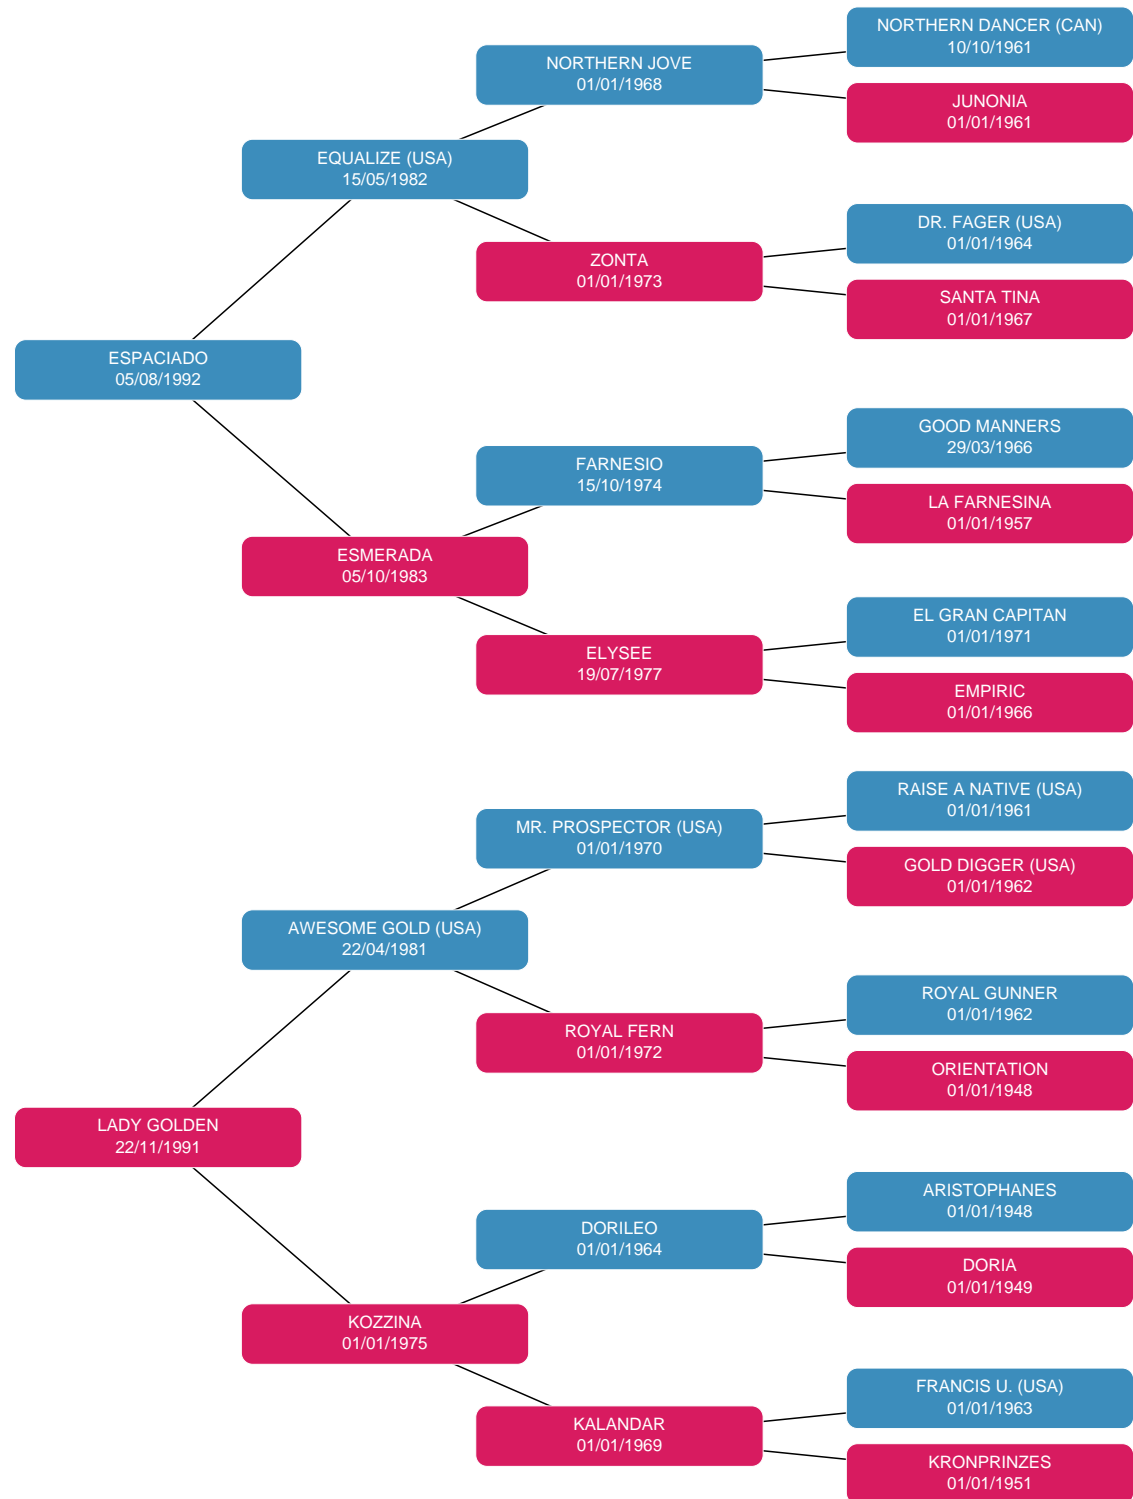 NORTHERN DANCER (CAN)
10/10/1961
NORTHERN JOVE
01/01/1968
JUNONIA
01/01/1961
EQUALIZE (USA)
15/05/1982
DR. FAGER (USA)
01/01/1964
ZONTA
01/01/1973
SANTA TINA
01/01/1967
ESPACIADO
05/08/1992
GOOD MANNERS
29/03/1966
FARNESIO
15/10/1974
LA FARNESINA
01/01/1957
ESMERADA
05/10/1983
EL GRAN CAPITAN
01/01/1971
ELYSEE
19/07/1977
EMPIRIC
01/01/1966
RAISE A NATIVE (USA)
01/01/1961
MR. PROSPECTOR (USA)
01/01/1970
GOLD DIGGER (USA)
01/01/1962
AWESOME GOLD (USA)
22/04/1981
ROYAL GUNNER
01/01/1962
ROYAL FERN
01/01/1972
ORIENTATION
01/01/1948
LADY GOLDEN
22/11/1991
ARISTOPHANES
01/01/1948
DORILEO
01/01/1964
DORIA
01/01/1949
KOZZINA
01/01/1975
FRANCIS U. (USA)
01/01/1963
KALANDAR
01/01/1969
KRONPRINZES
01/01/1951